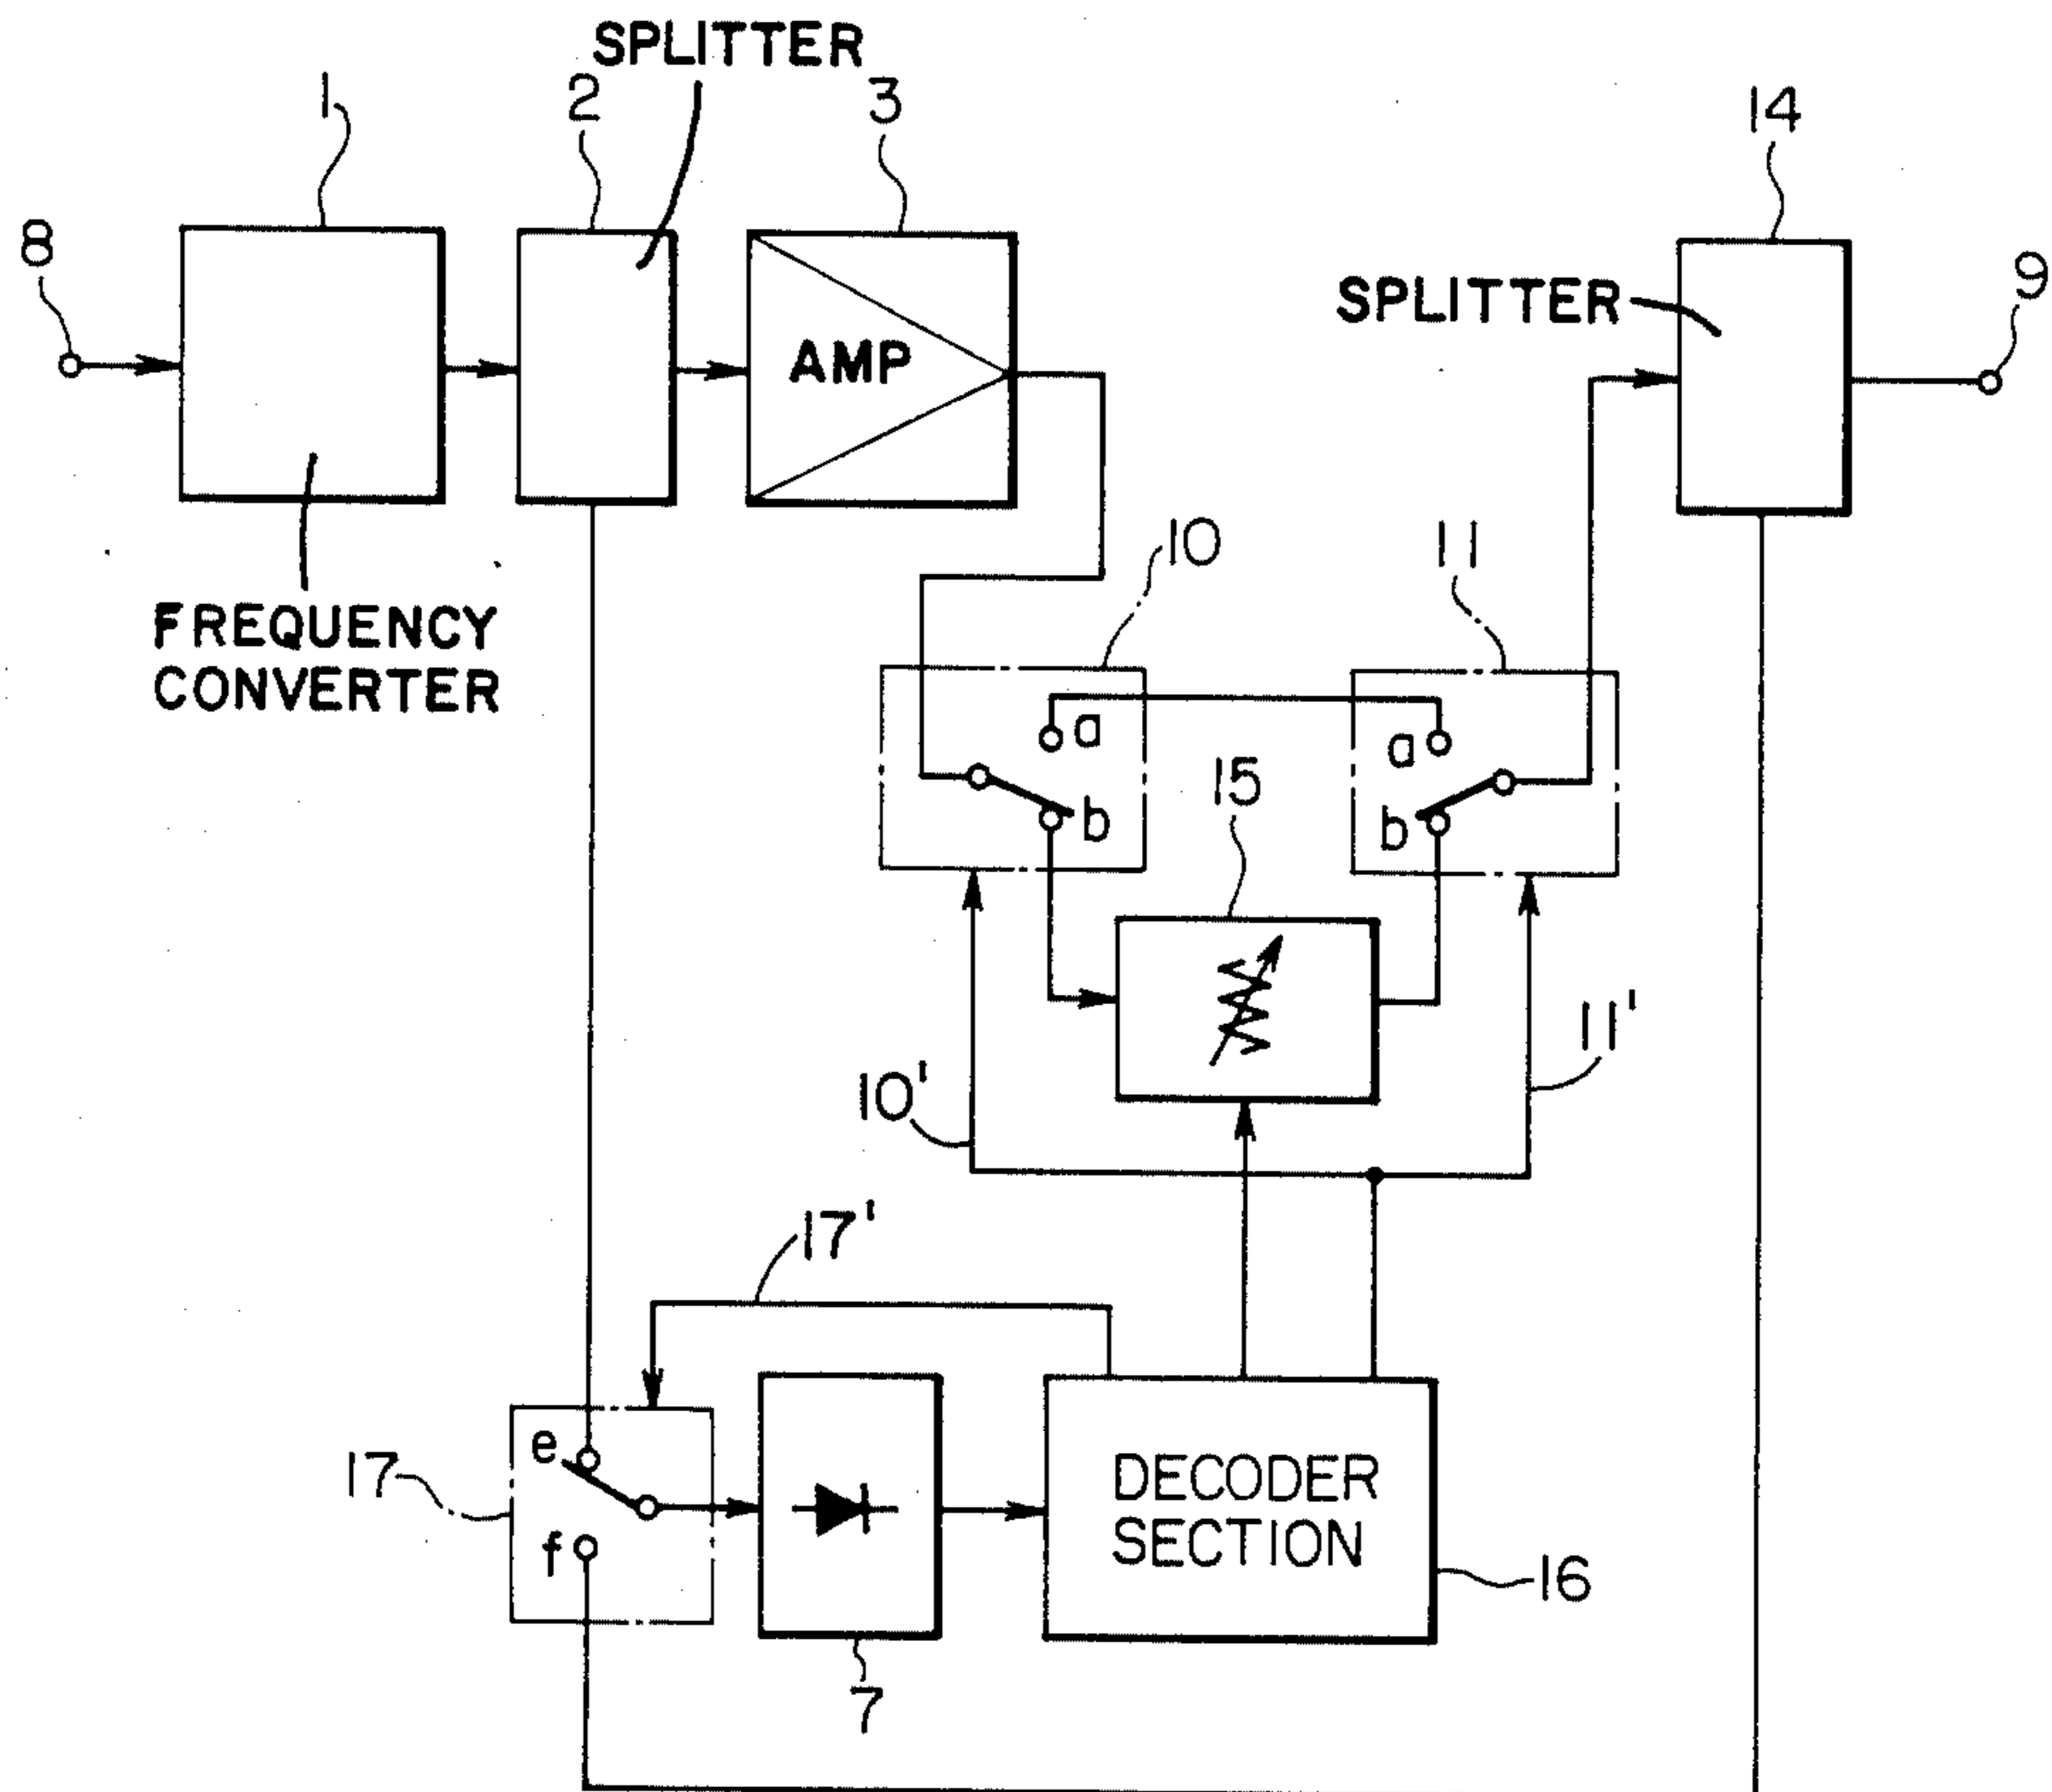 SPLITTER
1
2
3
14
8
9
SPLITTER
AMP
10
11
FREQUENCY
CONVERTER
a
a
15
b
b
11'
10'
17'
e
17
DECODER
SECTION
f
16
7